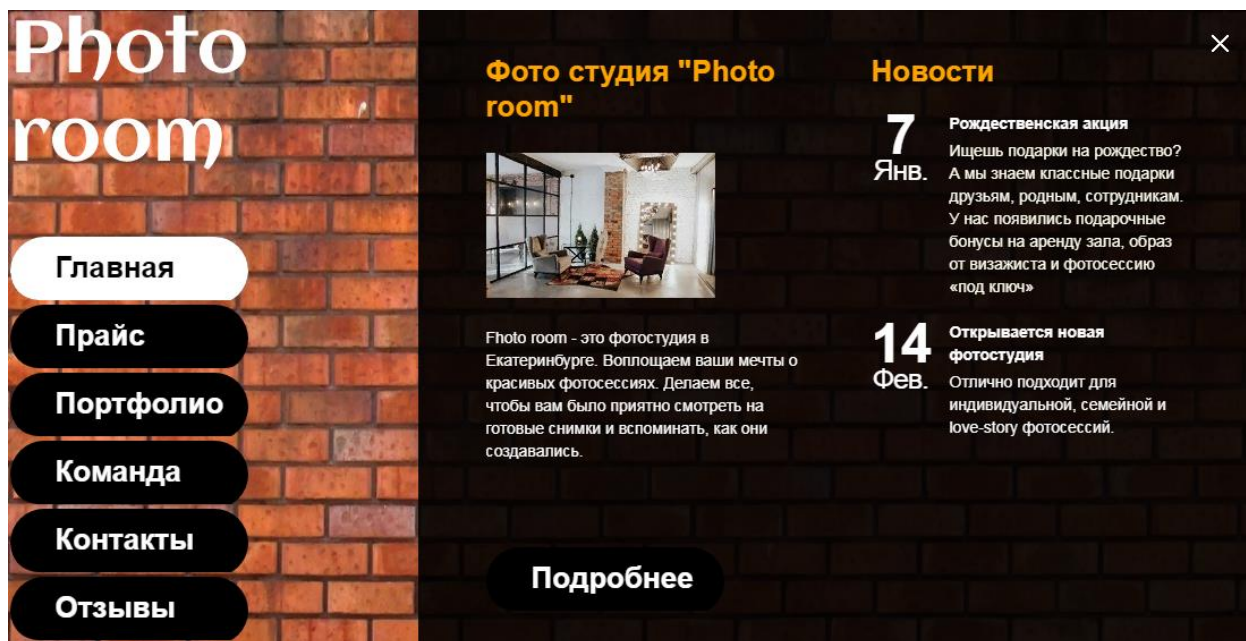 Photo
room
Главная
Прайс
Портфолио
Команда
Контакты
Отзывы
Фото студия "Photo
room"
Fhoto room - это фотостудия в
Екатеринбурге. Воплощаем ваши мечты о
красивых фотосессиях. Делаем все,
чтобы вам было приятно смотреть на
готовые снимки и вспоминать, как они
создавались.
Подробнее
Новости
7
Янв.
Рождественская акция
Ищешь подарки на рождество?
А мы знаем классные подарки
друзьям, родным, сотрудникам.
У нас появились подарочные
бонусы на аренду зала, образ
от визажиста и фотосессию
«под ключ»
14
Фев.
Открывается новая
фотостудия
Отлично подходит для
индивидуальной, семейной и
love-story фотосессий.